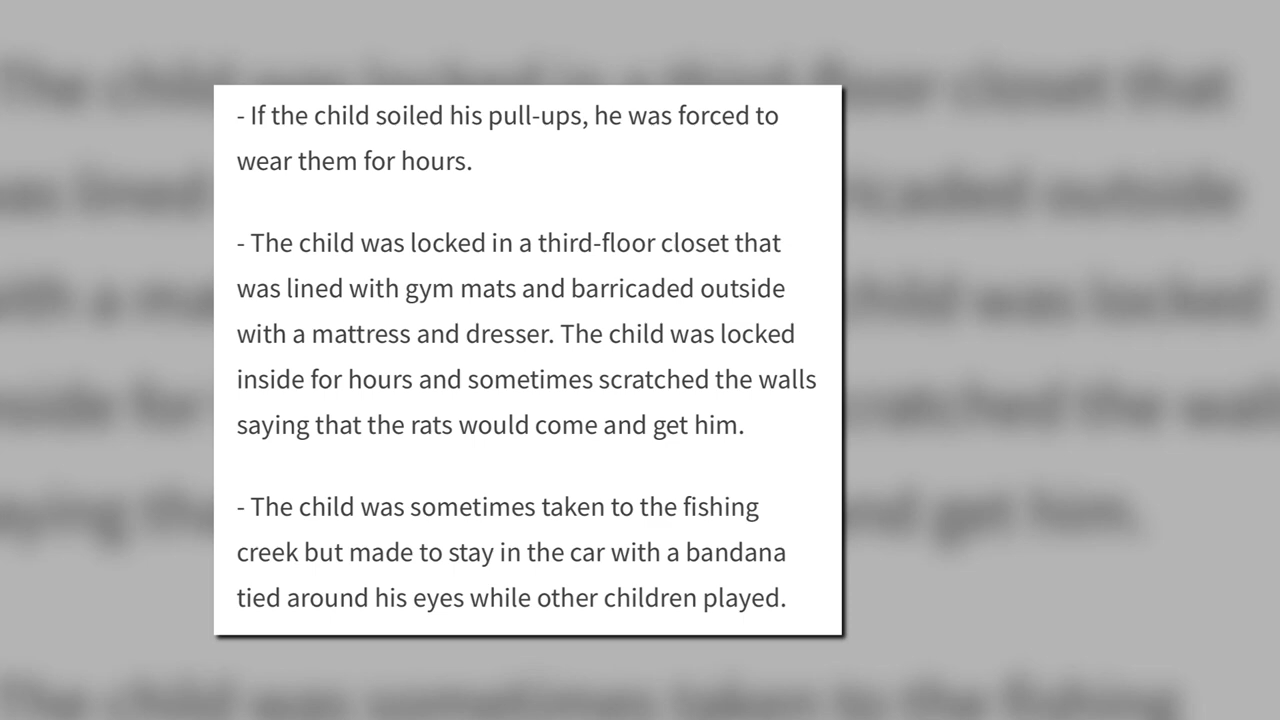 - If the child soiled his pull-ups, he was forced to
wear them for hours.
- The child was locked in a third-floor closet that
was lined with gym mats and barricaded outside
with a mattress and dresser. The child was locked
inside for hours and sometimes scratched the walls
saying that the rats would come and get him.
- The child was sometimes taken to the fishing
creek but made to stay in the car with a bandana
tied around his eyes while other children played.